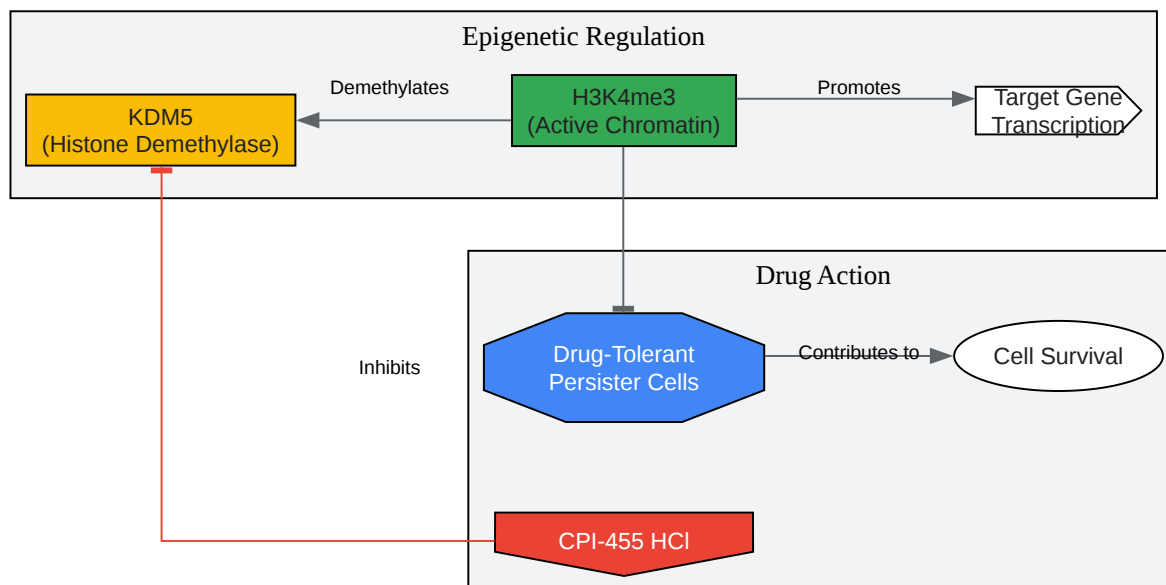 Epigenetic Regulation
Demethylates
Promotes
KDM5
(Histone Demethylase)
H3K4me3
(Active Chromatin)
Target Gene
Transcription
Drug Action
Inhibits
Drug-Tolerant
Persister Cells
Contributes to
Cell Survival
CPI-455 HCl